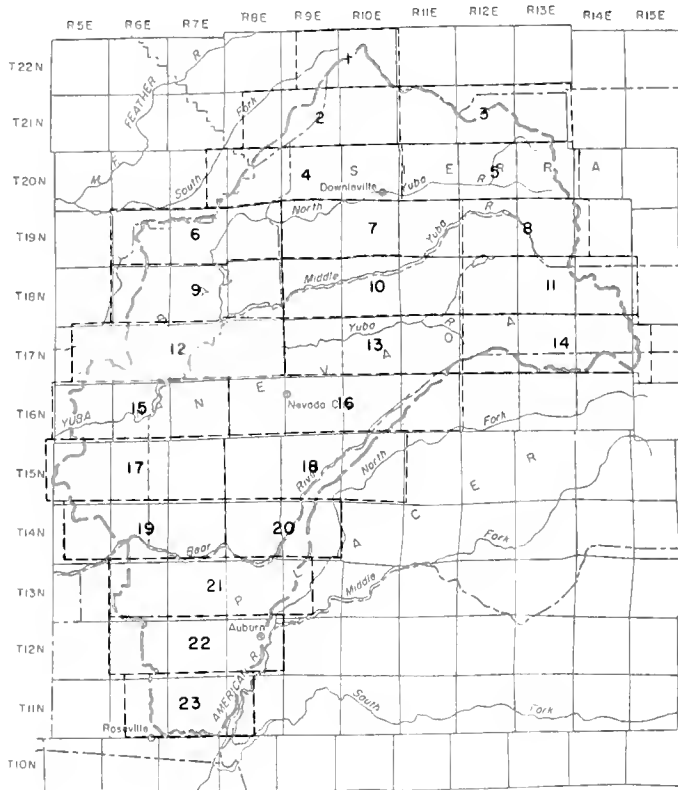 R5E R6E R7E R8E R9E R10E R11E R12E R13E R14E R15E
T22N
FEATHER R
Fork
T21N
2
3
M F
South
T20N
4
S E R R A
Downieville
Yuba R
5
T19N
6
North
7
Yuba R
8
T18N
9
Middle
10
11
B
T17N
12
Yuba
13
14
N E V A
T16N
YUBA
15
Nevada C
16
Fork
T15N
17
18
River
North
T14N
19
Bear
20
Fork
P A C E R
T13N
21
Middle
T12N
22
Auburn
T11N
23
AMERICAN R
South
Fork
Roseville
T10N